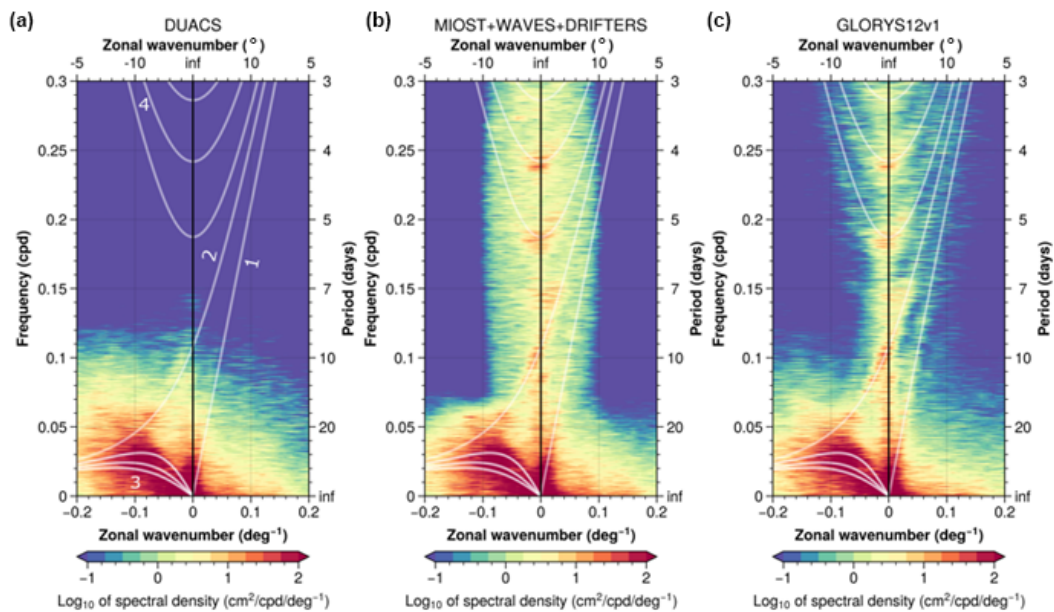 (a) DUACS
Zonal wavenumber (°)
-5 -10 inf 10 5
0.3 3
0.25 4
0.2 5
0.15 7
0.1 10
0.05 20
0 inf
Frequency (cpd)
Period (days)
4
2
1
3
−0.2 −0.1 0 0.1 0.2
Zonal wavenumber (deg⁻¹)
−1 0 1 2
Log₁₀ of spectral density (cm²/cpd/deg⁻¹)
(b) MIOST+WAVES+DRIFTERS
Zonal wavenumber (°)
-5 -10 inf 10 5
0.3 3
0.25 4
0.2 5
0.15 7
0.1 10
0.05 20
0 inf
Frequency (cpd)
Period (days)
−0.2 −0.1 0 0.1 0.2
Zonal wavenumber (deg⁻¹)
−1 0 1 2
Log₁₀ of spectral density (cm²/cpd/deg⁻¹)
(c) GLORYS12v1
Zonal wavenumber (°)
-5 -10 inf 10 5
0.3 3
0.25 4
0.2 5
0.15 7
0.1 10
0.05 20
0 inf
Frequency (cpd)
Period (days)
−0.2 −0.1 0 0.1 0.2
Zonal wavenumber (deg⁻¹)
−1 0 1 2
Log₁₀ of spectral density (cm²/cpd/deg⁻¹)